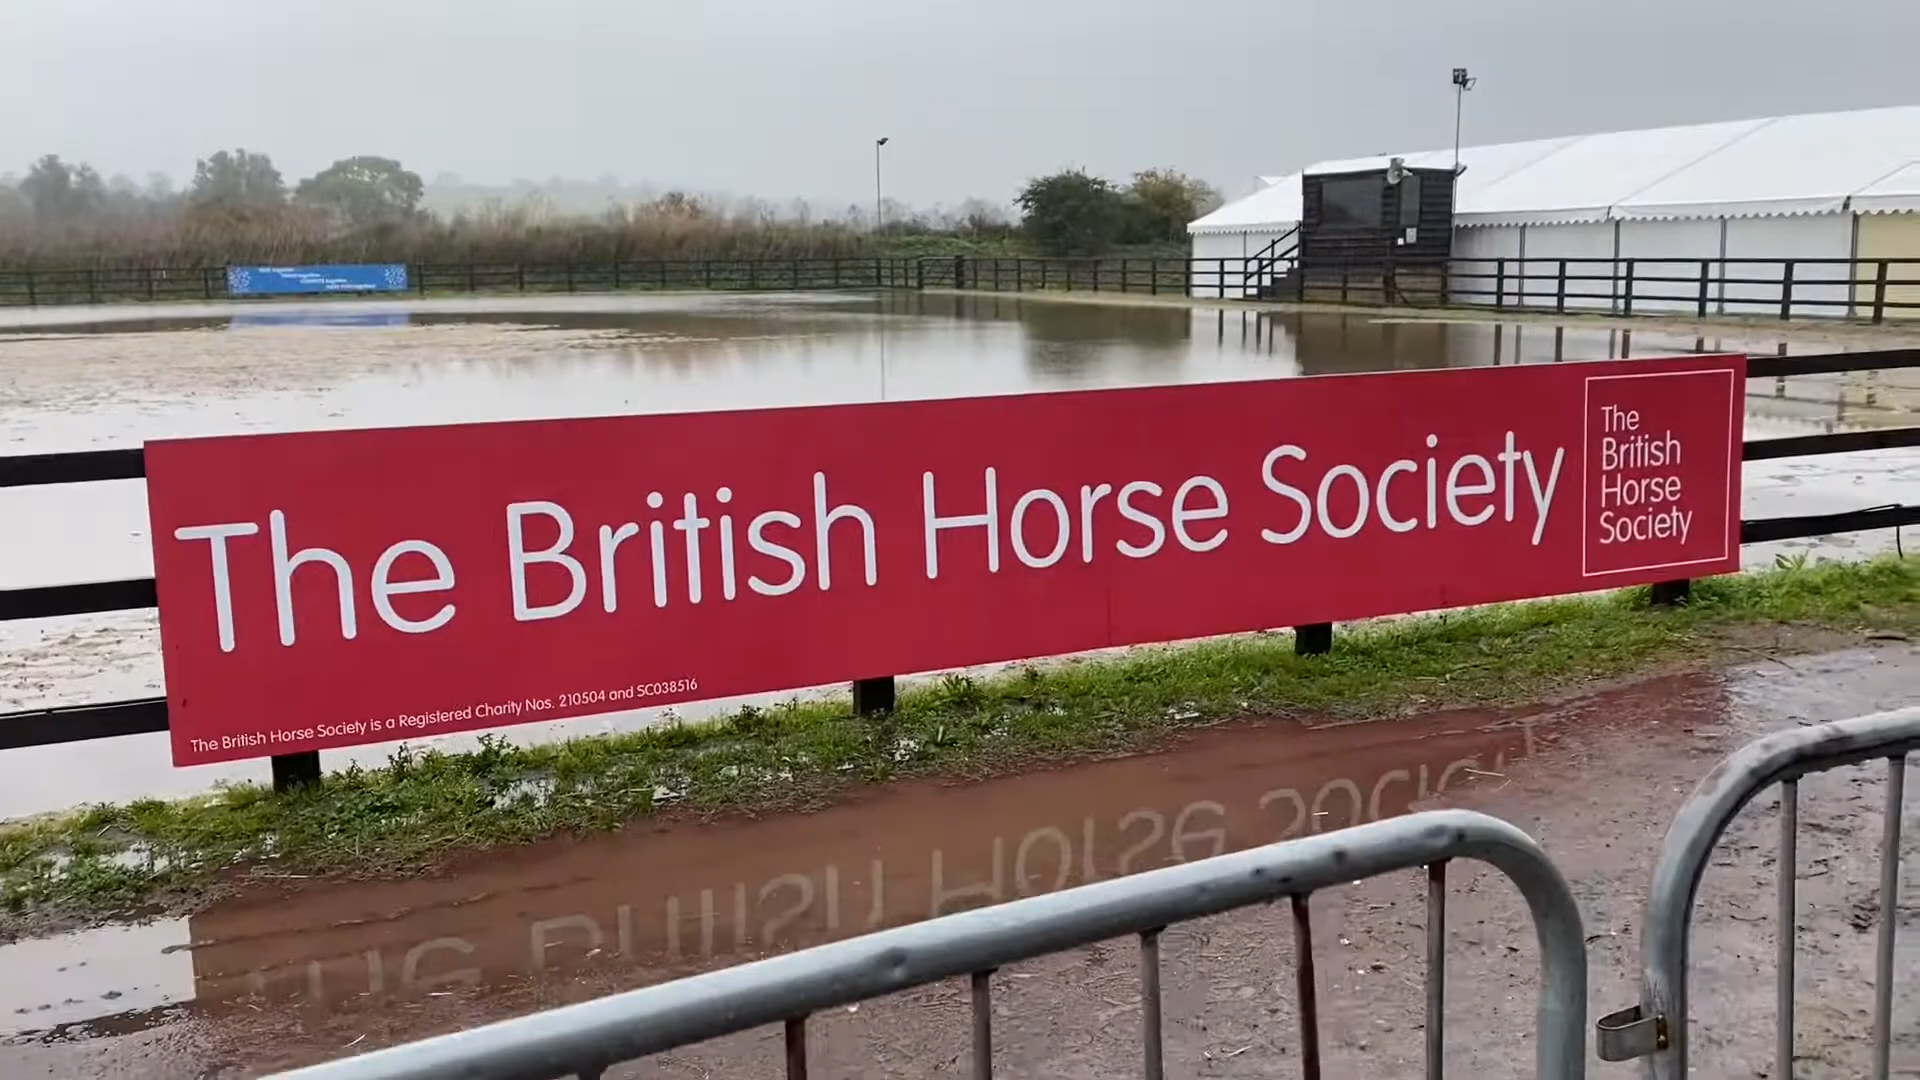 The British Horse Society
The
British
Horse
Society
The British Horse Society is a Registered Charity Nos. 210504 and SC038516